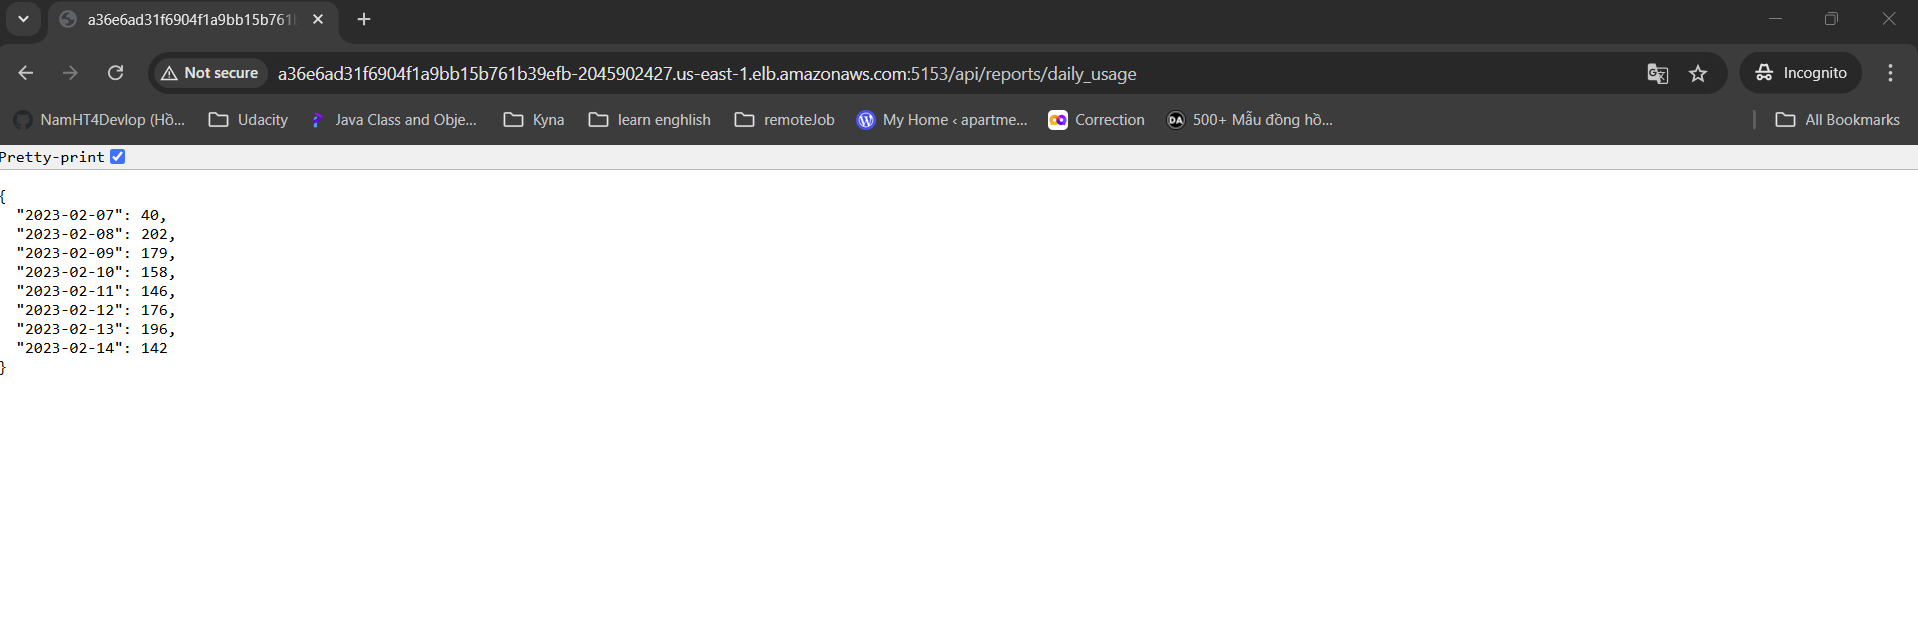 a36e6ad31f6904f1a9bb15b761
Not secure a36e6ad31f6904f1a9bb15b761b39efb-2045902427.us-east-1.elb.amazonaws.com:5153/api/reports/daily_usage Incognito
NamHT4Devlop (Hồ... Udacity Java Class and Obje... Kyna learn enghlish remoteJob My Home ‹ apartme... DA Correction 500+ Mẫu đồng hồ... All Bookmarks
Pretty-print
{
"2023-02-07": 40,
"2023-02-08": 202,
"2023-02-09": 179,
"2023-02-10": 158,
"2023-02-11": 146,
"2023-02-12": 176,
"2023-02-13": 196,
"2023-02-14": 142
}